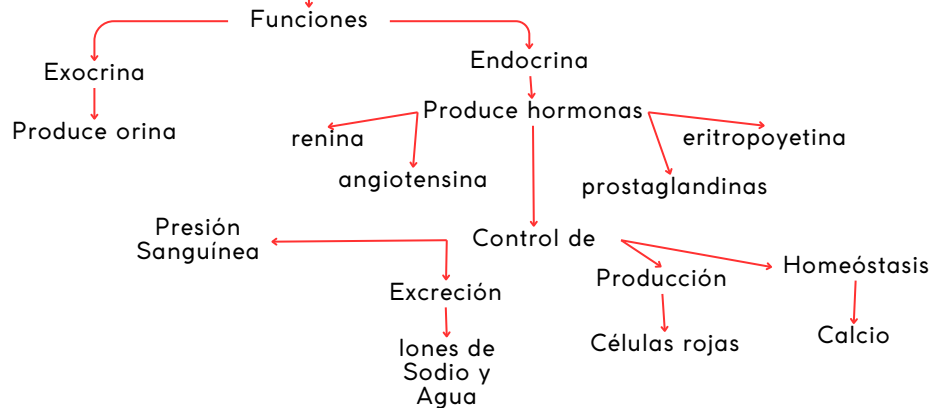 Funciones
Exocrina
Endocrina
Produce orina
Produce hormonas
renina
eritropoyetina
angiotensina
prostaglandinas
Presión
Sanguínea
Control de
Excreción
Producción
Homeóstasis
Iones de
Sodio y
Agua
Células rojas
Calcio